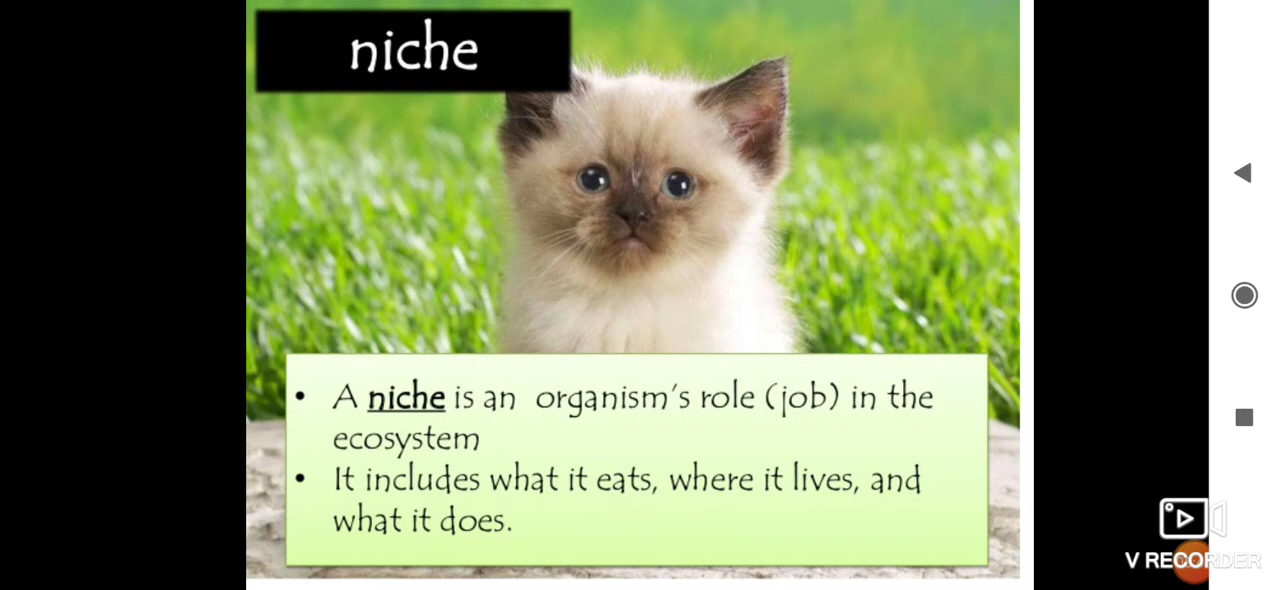 niche
• A niche is an organism's role (job) in the
ecosystem
• It includes what it eats, where it lives, and
what it does.
V RECORDER